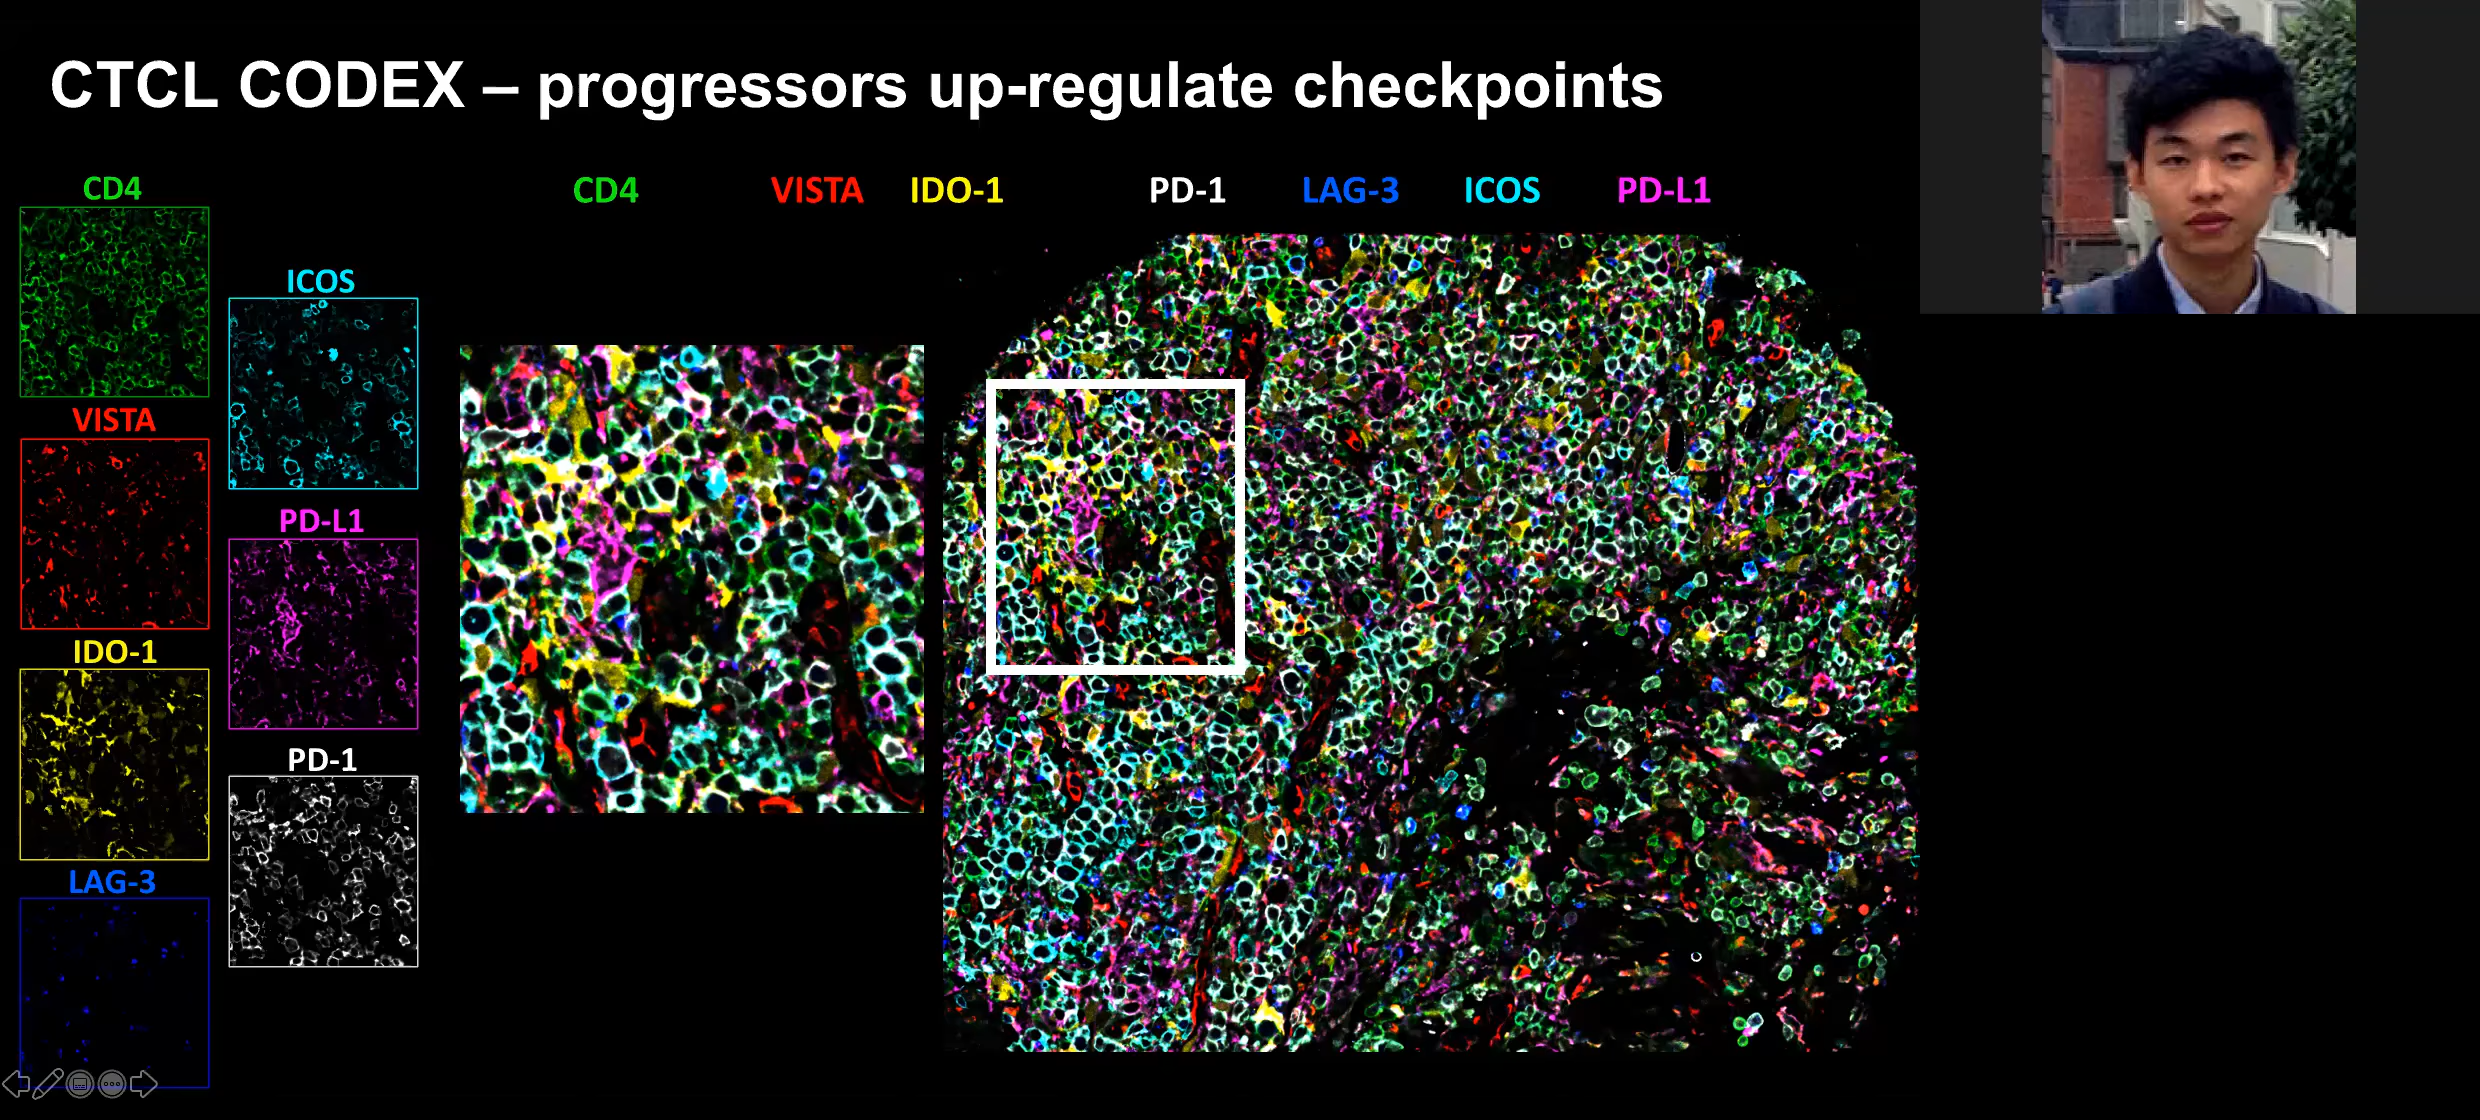 CTCL CODEX – progressors up-regulate checkpoints
CD4 VISTA IDO-1 PD-1 LAG-3 ICOS PD-L1
CD4
ICOS
VISTA
PD-L1
IDO-1
PD-1
LAG-3